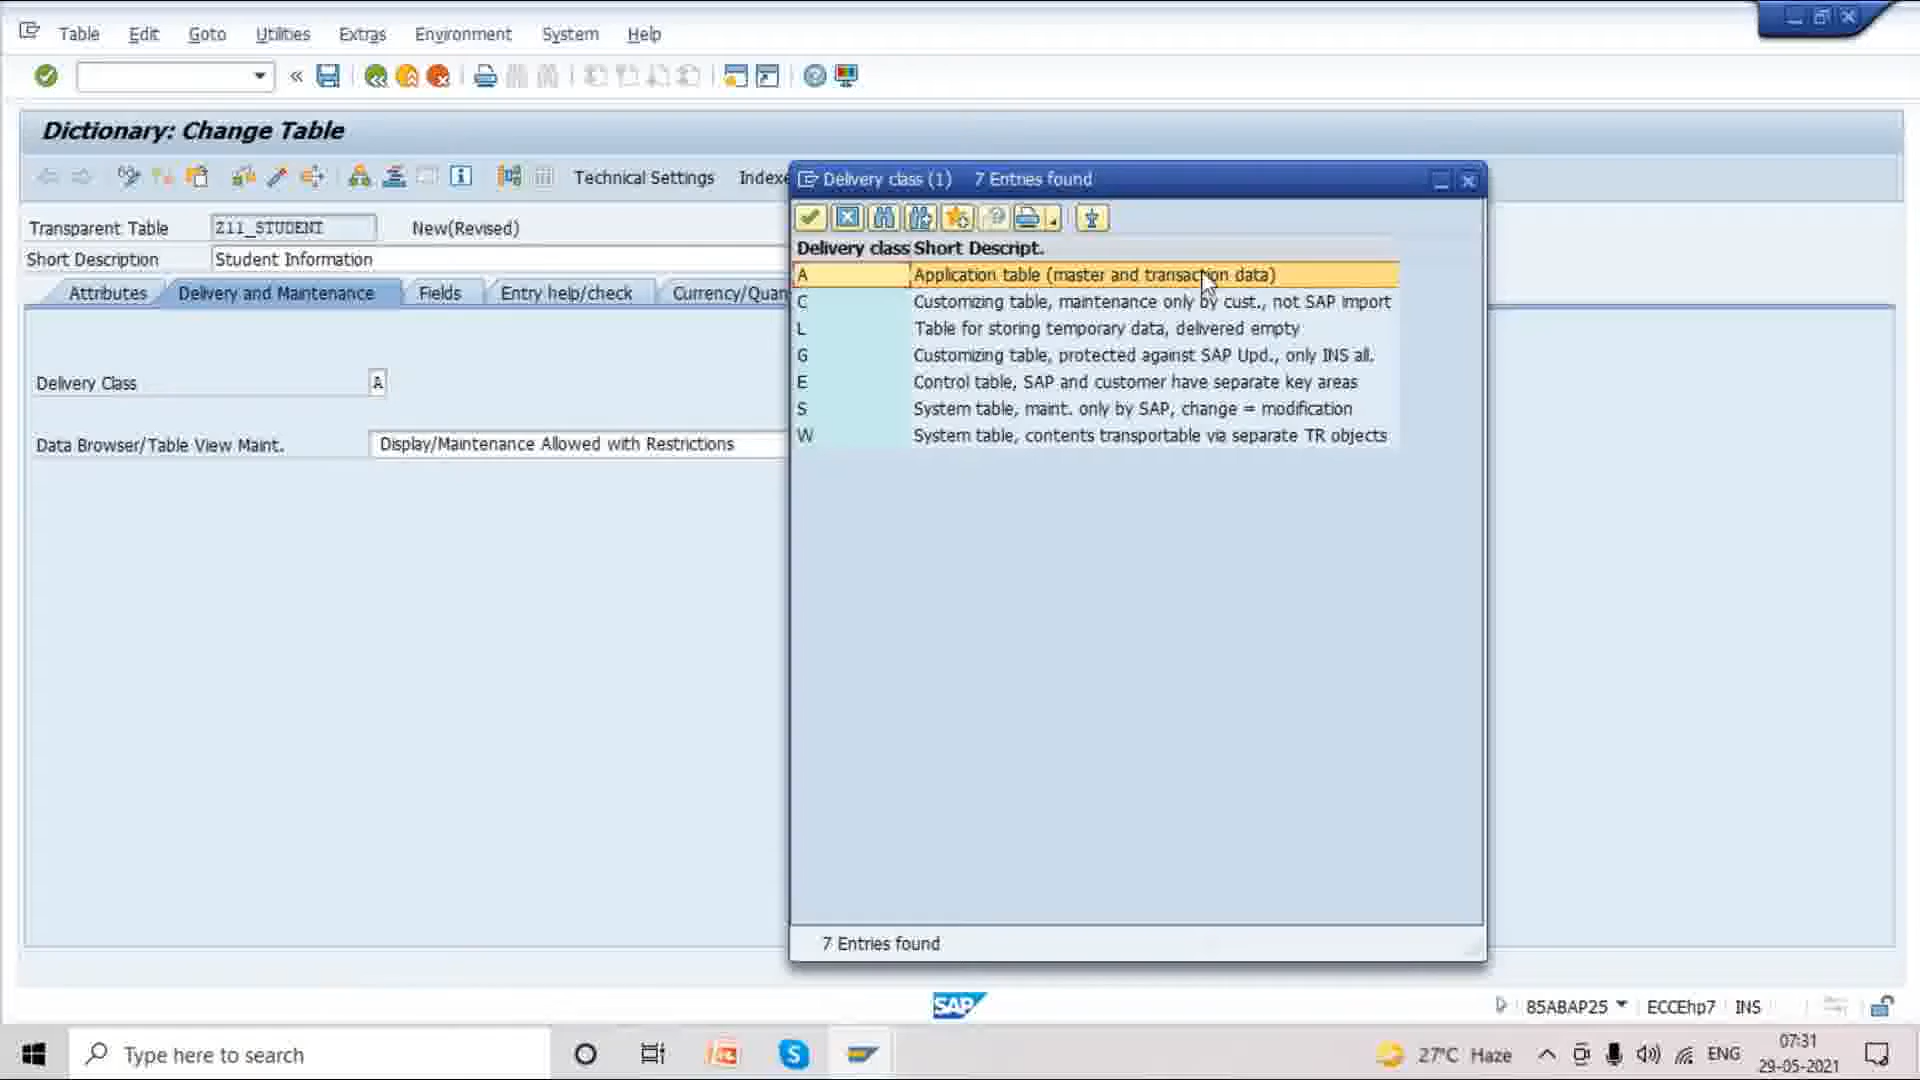 Table Edit Goto Utilities Extras Environment System Help
Dictionary: Change Table
Technical Settings Indexe
Transparent Table Z11_STUDENT New(Revised)
Short Description Student Information
Attributes Delivery and Maintenance Fields Entry help/check Currency/Quan
Delivery Class A
Data Browser/Table View Maint. Display/Maintenance Allowed with Restrictions
Delivery class (1) 7 Entries found
Delivery class Short Descript.
A Application table (master and transaction data)
C Customizing table, maintenance only by cust., not SAP import
L Table for storing temporary data, delivered empty
G Customizing table, protected against SAP Upd., only INS all.
E Control table, SAP and customer have separate key areas
S System table, maint. only by SAP, change = modification
W System table, contents transportable via separate TR objects
7 Entries found
SAP
85ABAP25 ECCEhp7 INS
Type here to search
27°C Haze
ENG
07:31
29-05-2021